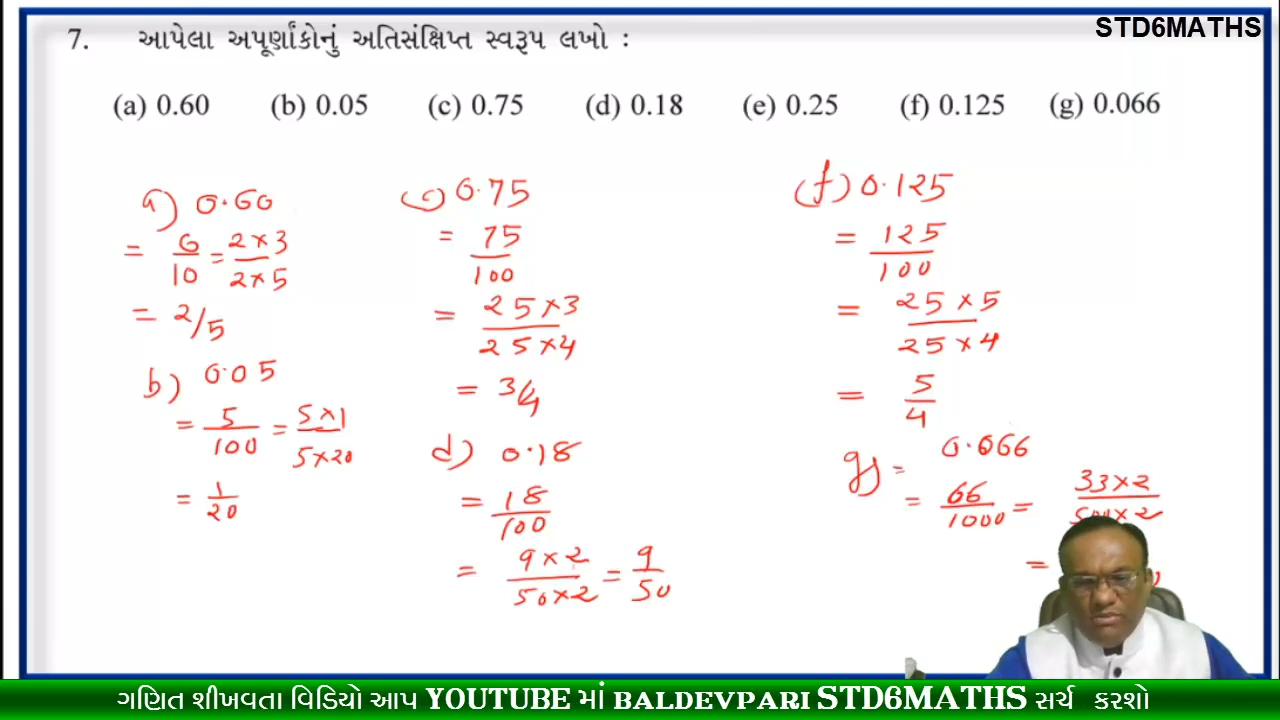 STD6MATHS
7. આપેલા અપૂર્ણાંકોનું અતિસંક્ષિપ્ત સ્વરૂપ લખો :
(a) 0.60 (b) 0.05 (c) 0.75 (d) 0.18 (e) 0.25 (f) 0.125 (g) 0.066
a) 0.60
= 6/10 = 2×3/2×5
= 2/5
b) 0.05
= 5/100 = 5×1/5×20
= 1/20
c) 0.75
= 75/100
= 25×3/25×4
= 3/4
d) 0.18
= 18/100
= 9×2/50×2 = 9/50
(f) 0.125
= 125/100
= 25×5/25×4
= 5/4
g) = 0.066
= 66/1000 = 33×2/500×2
=
ગણિત શીખવતા વિડિયો આપ YOUTUBE માં BALDEVPARI STD6MATHS સર્ચ કરશો